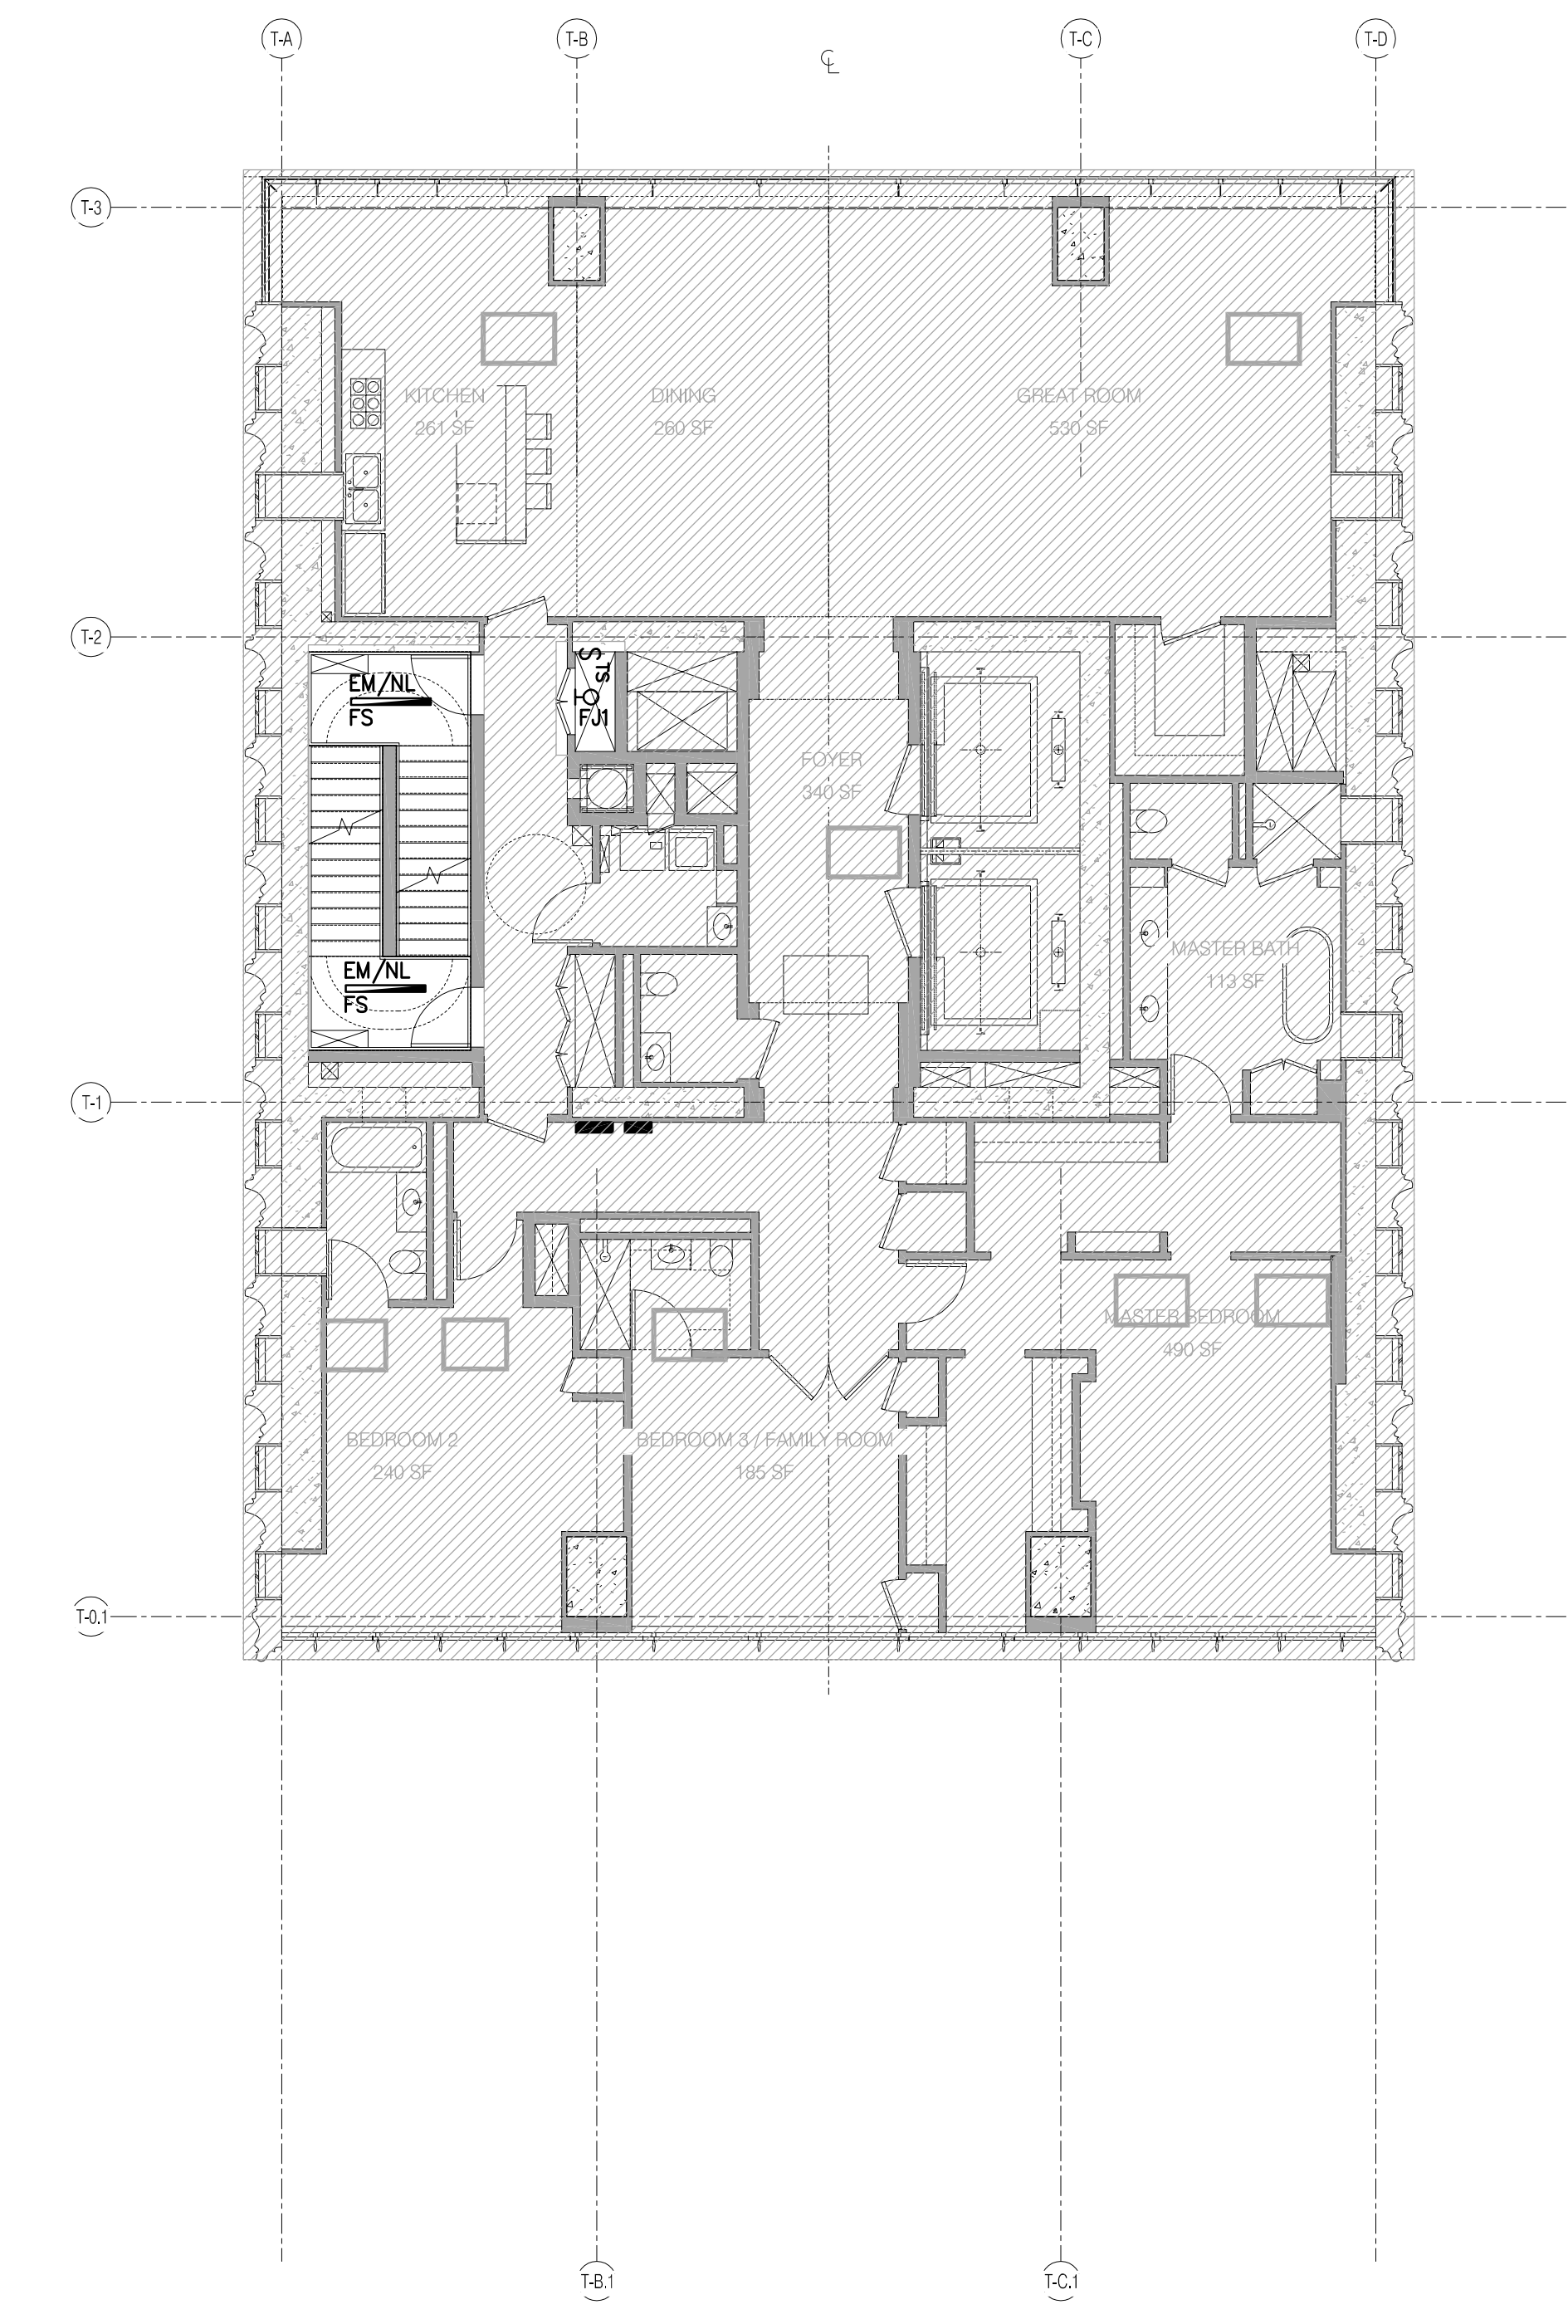 T-A
T-B
℄
T-C
T-D
T-3
KITCHEN
261 SF
DINING
260 SF
GREAT ROOM
530 SF
T-2
EM/NL
FS
S
TS
FJ1
FOYER
340 SF
EM/NL
FS
MASTER BATH
113 SF
T-1
MASTER BEDROOM
490 SF
BEDROOM 2
240 SF
BEDROOM 3 / FAMILY ROOM
185 SF
T-0.1
T-B.1
T-C.1